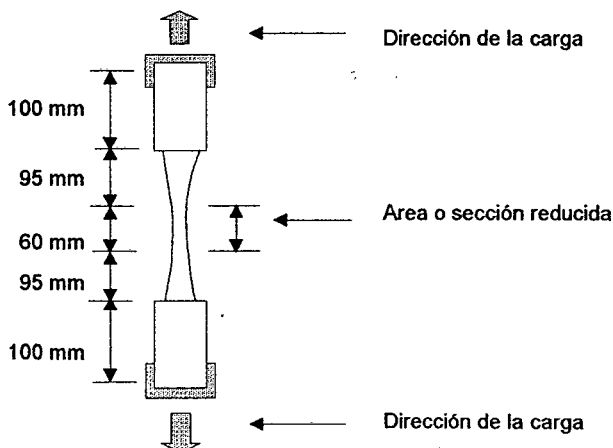 Dirección de la carga
100 mm
95 mm
Area o sección reducida
60 mm
95 mm
100 mm
Dirección de la carga